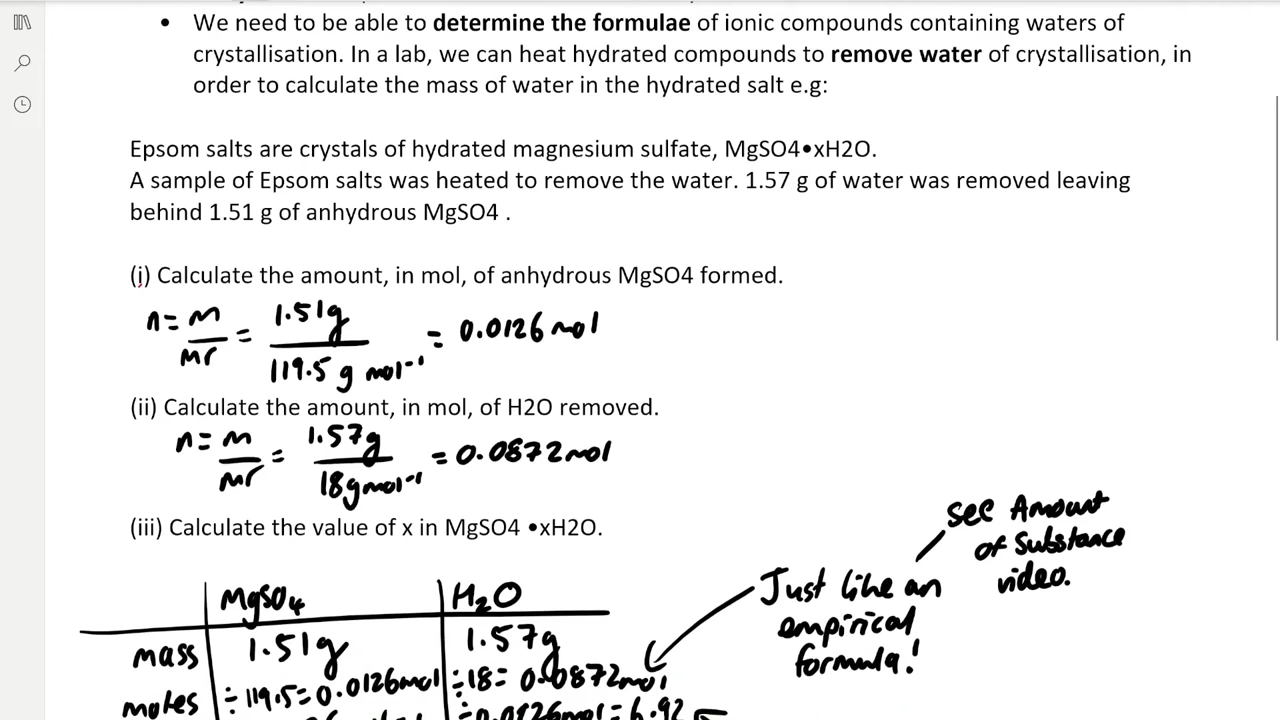 • We need to be able to determine the formulae of ionic compounds containing waters of
crystallisation. In a lab, we can heat hydrated compounds to remove water of crystallisation, in
order to calculate the mass of water in the hydrated salt e.g:
Epsom salts are crystals of hydrated magnesium sulfate, MgSO4•xH2O.
A sample of Epsom salts was heated to remove the water. 1.57 g of water was removed leaving
behind 1.51 g of anhydrous MgSO4 .
(i) Calculate the amount, in mol, of anhydrous MgSO4 formed.
n = m/Mr = 1.51g/119.5 g mol⁻¹ = 0.0126 mol
(ii) Calculate the amount, in mol, of H2O removed.
n = m/Mr = 1.57g/18gmol⁻¹ = 0.0872 mol
(iii) Calculate the value of x in MgSO4 •xH2O.
see Amount
of Substance
video.
Just like an
empirical
formula!
MgSO₄ H₂O
mass 1.51g 1.57g
moles ÷119.5=0.0126mol ÷18= 0.0872mol
÷0.0126mol=6.92